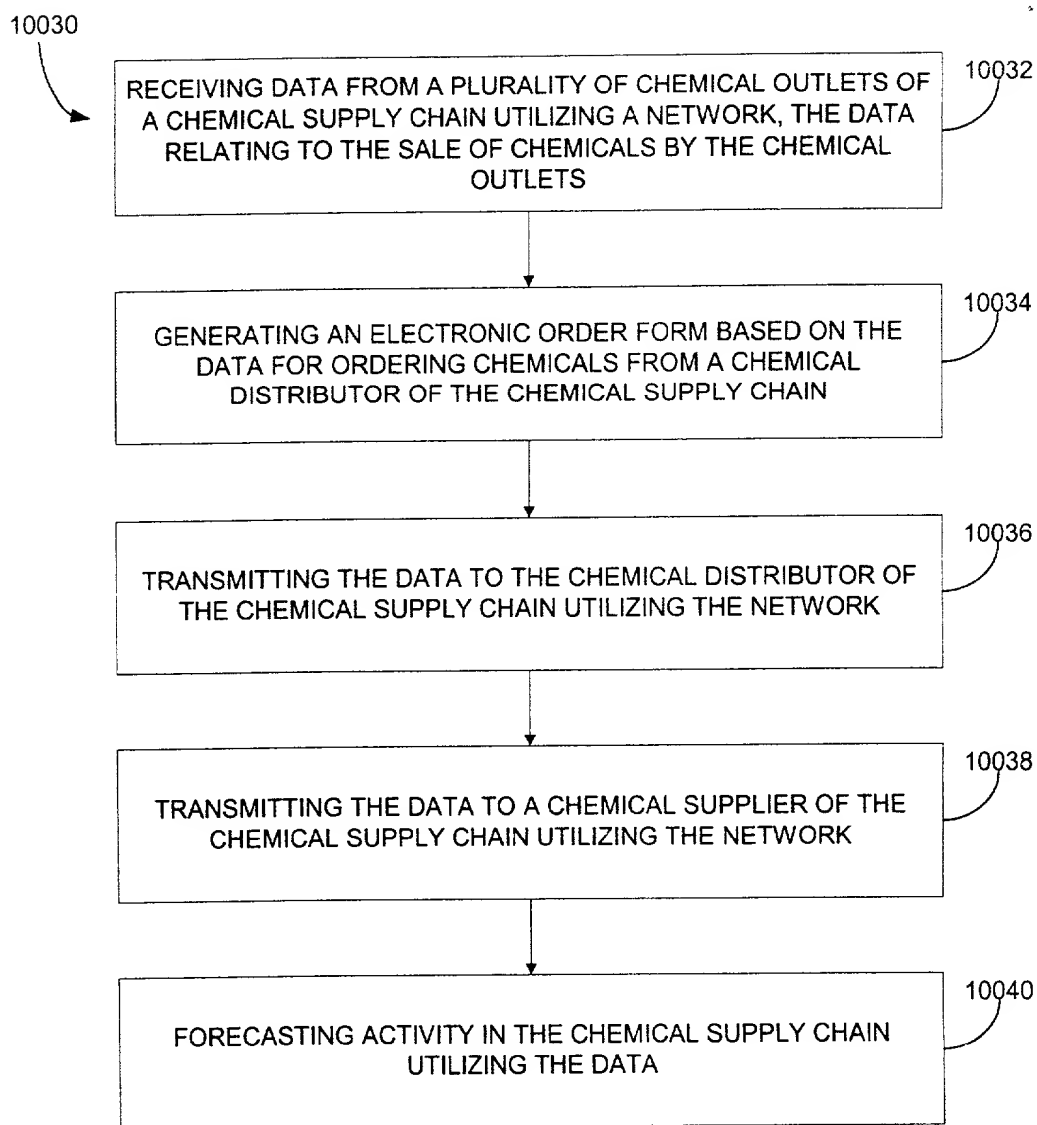 10030
RECEIVING DATA FROM A PLURALITY OF CHEMICAL OUTLETS OF
A CHEMICAL SUPPLY CHAIN UTILIZING A NETWORK, THE DATA
RELATING TO THE SALE OF CHEMICALS BY THE CHEMICAL
OUTLETS
10032
GENERATING AN ELECTRONIC ORDER FORM BASED ON THE
DATA FOR ORDERING CHEMICALS FROM A CHEMICAL
DISTRIBUTOR OF THE CHEMICAL SUPPLY CHAIN
10034
TRANSMITTING THE DATA TO THE CHEMICAL DISTRIBUTOR OF
THE CHEMICAL SUPPLY CHAIN UTILIZING THE NETWORK
10036
TRANSMITTING THE DATA TO A CHEMICAL SUPPLIER OF THE
CHEMICAL SUPPLY CHAIN UTILIZING THE NETWORK
10038
FORECASTING ACTIVITY IN THE CHEMICAL SUPPLY CHAIN
UTILIZING THE DATA
10040